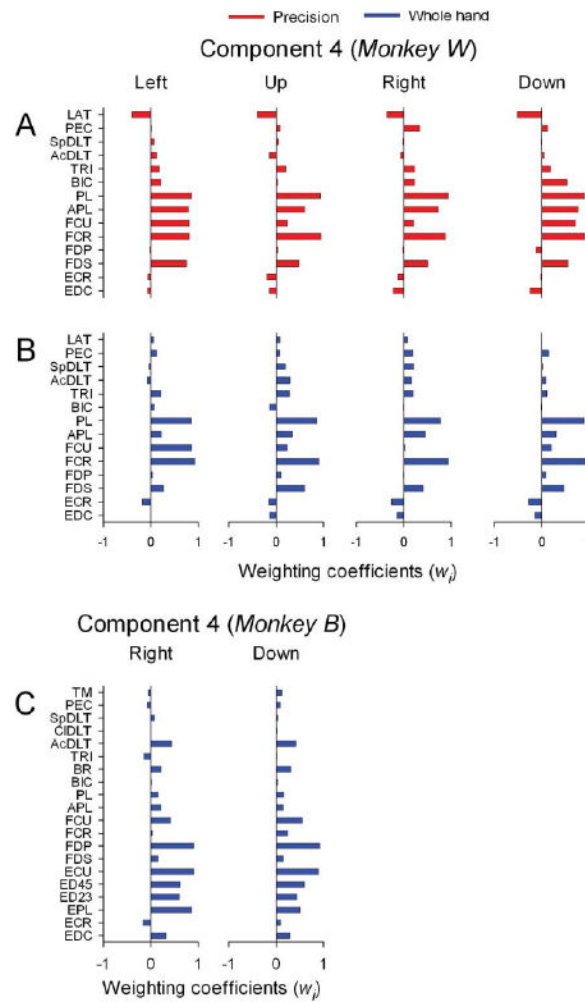 Precision Whole hand
Component 4 (Monkey W)
Left Up Right Down
A
LAT
PEC
SpDLT
AcDLT
TRI
BIC
PL
APL
FCU
FCR
FDP
FDS
ECR
EDC
B
LAT
PEC
SpDLT
AcDLT
TRI
BIC
PL
APL
FCU
FCR
FDP
FDS
ECR
EDC
-1 0 1 -1 0 1 -1 0 1 -1 0
Weighting coefficients (wi)
Component 4 (Monkey B)
Right Down
C
TM
PEC
SpDLT
ClDLT
AcDLT
TRI
BR
BIC
PL
APL
FCU
FCR
FDP
FDS
ECU
ED45
ED23
EPL
ECR
EDC
-1 0 1 -1 0 1
Weighting coefficients (wi)